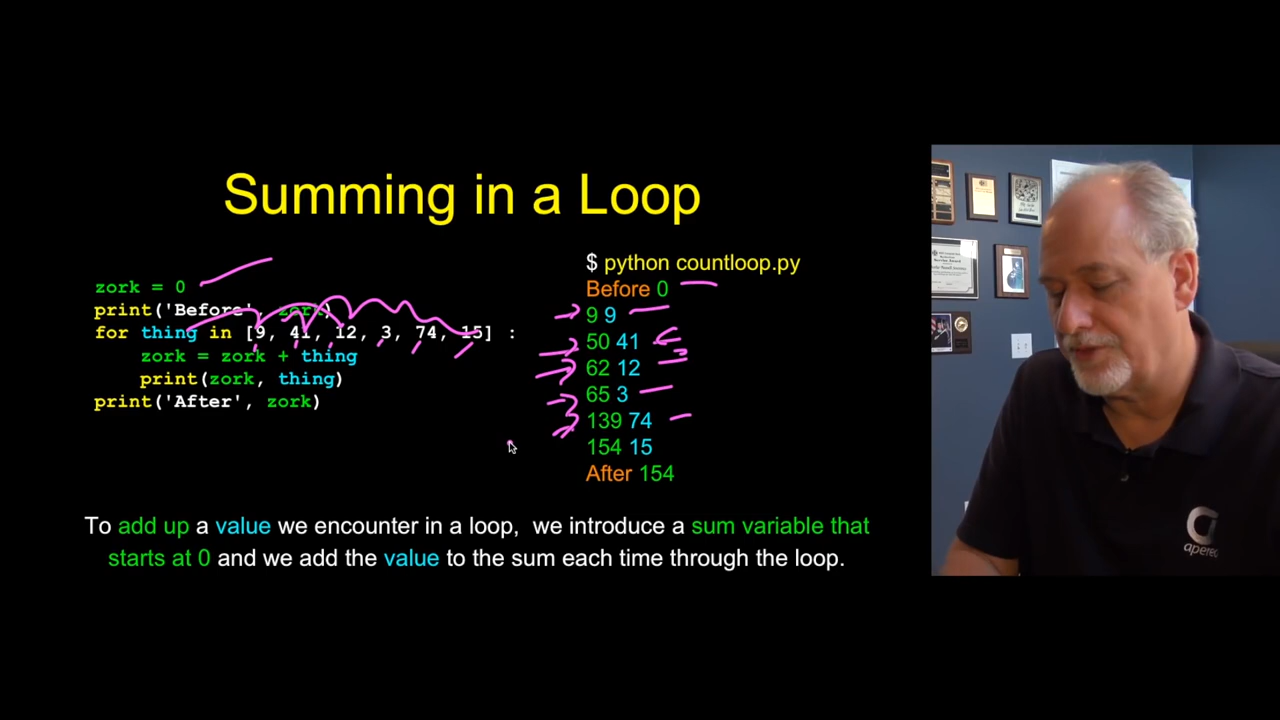 Summing in a Loop
zork = 0
print('Before', zork)
for thing in [9, 41, 12, 3, 74, 15] :
zork = zork + thing
print(zork, thing)
print('After', zork)
$ python countloop.py
Before 0
9 9
50 41
62 12
65 3
139 74
154 15
After 154
To add up a value we encounter in a loop, we introduce a sum variable that
starts at 0 and we add the value to the sum each time through the loop.
apereo